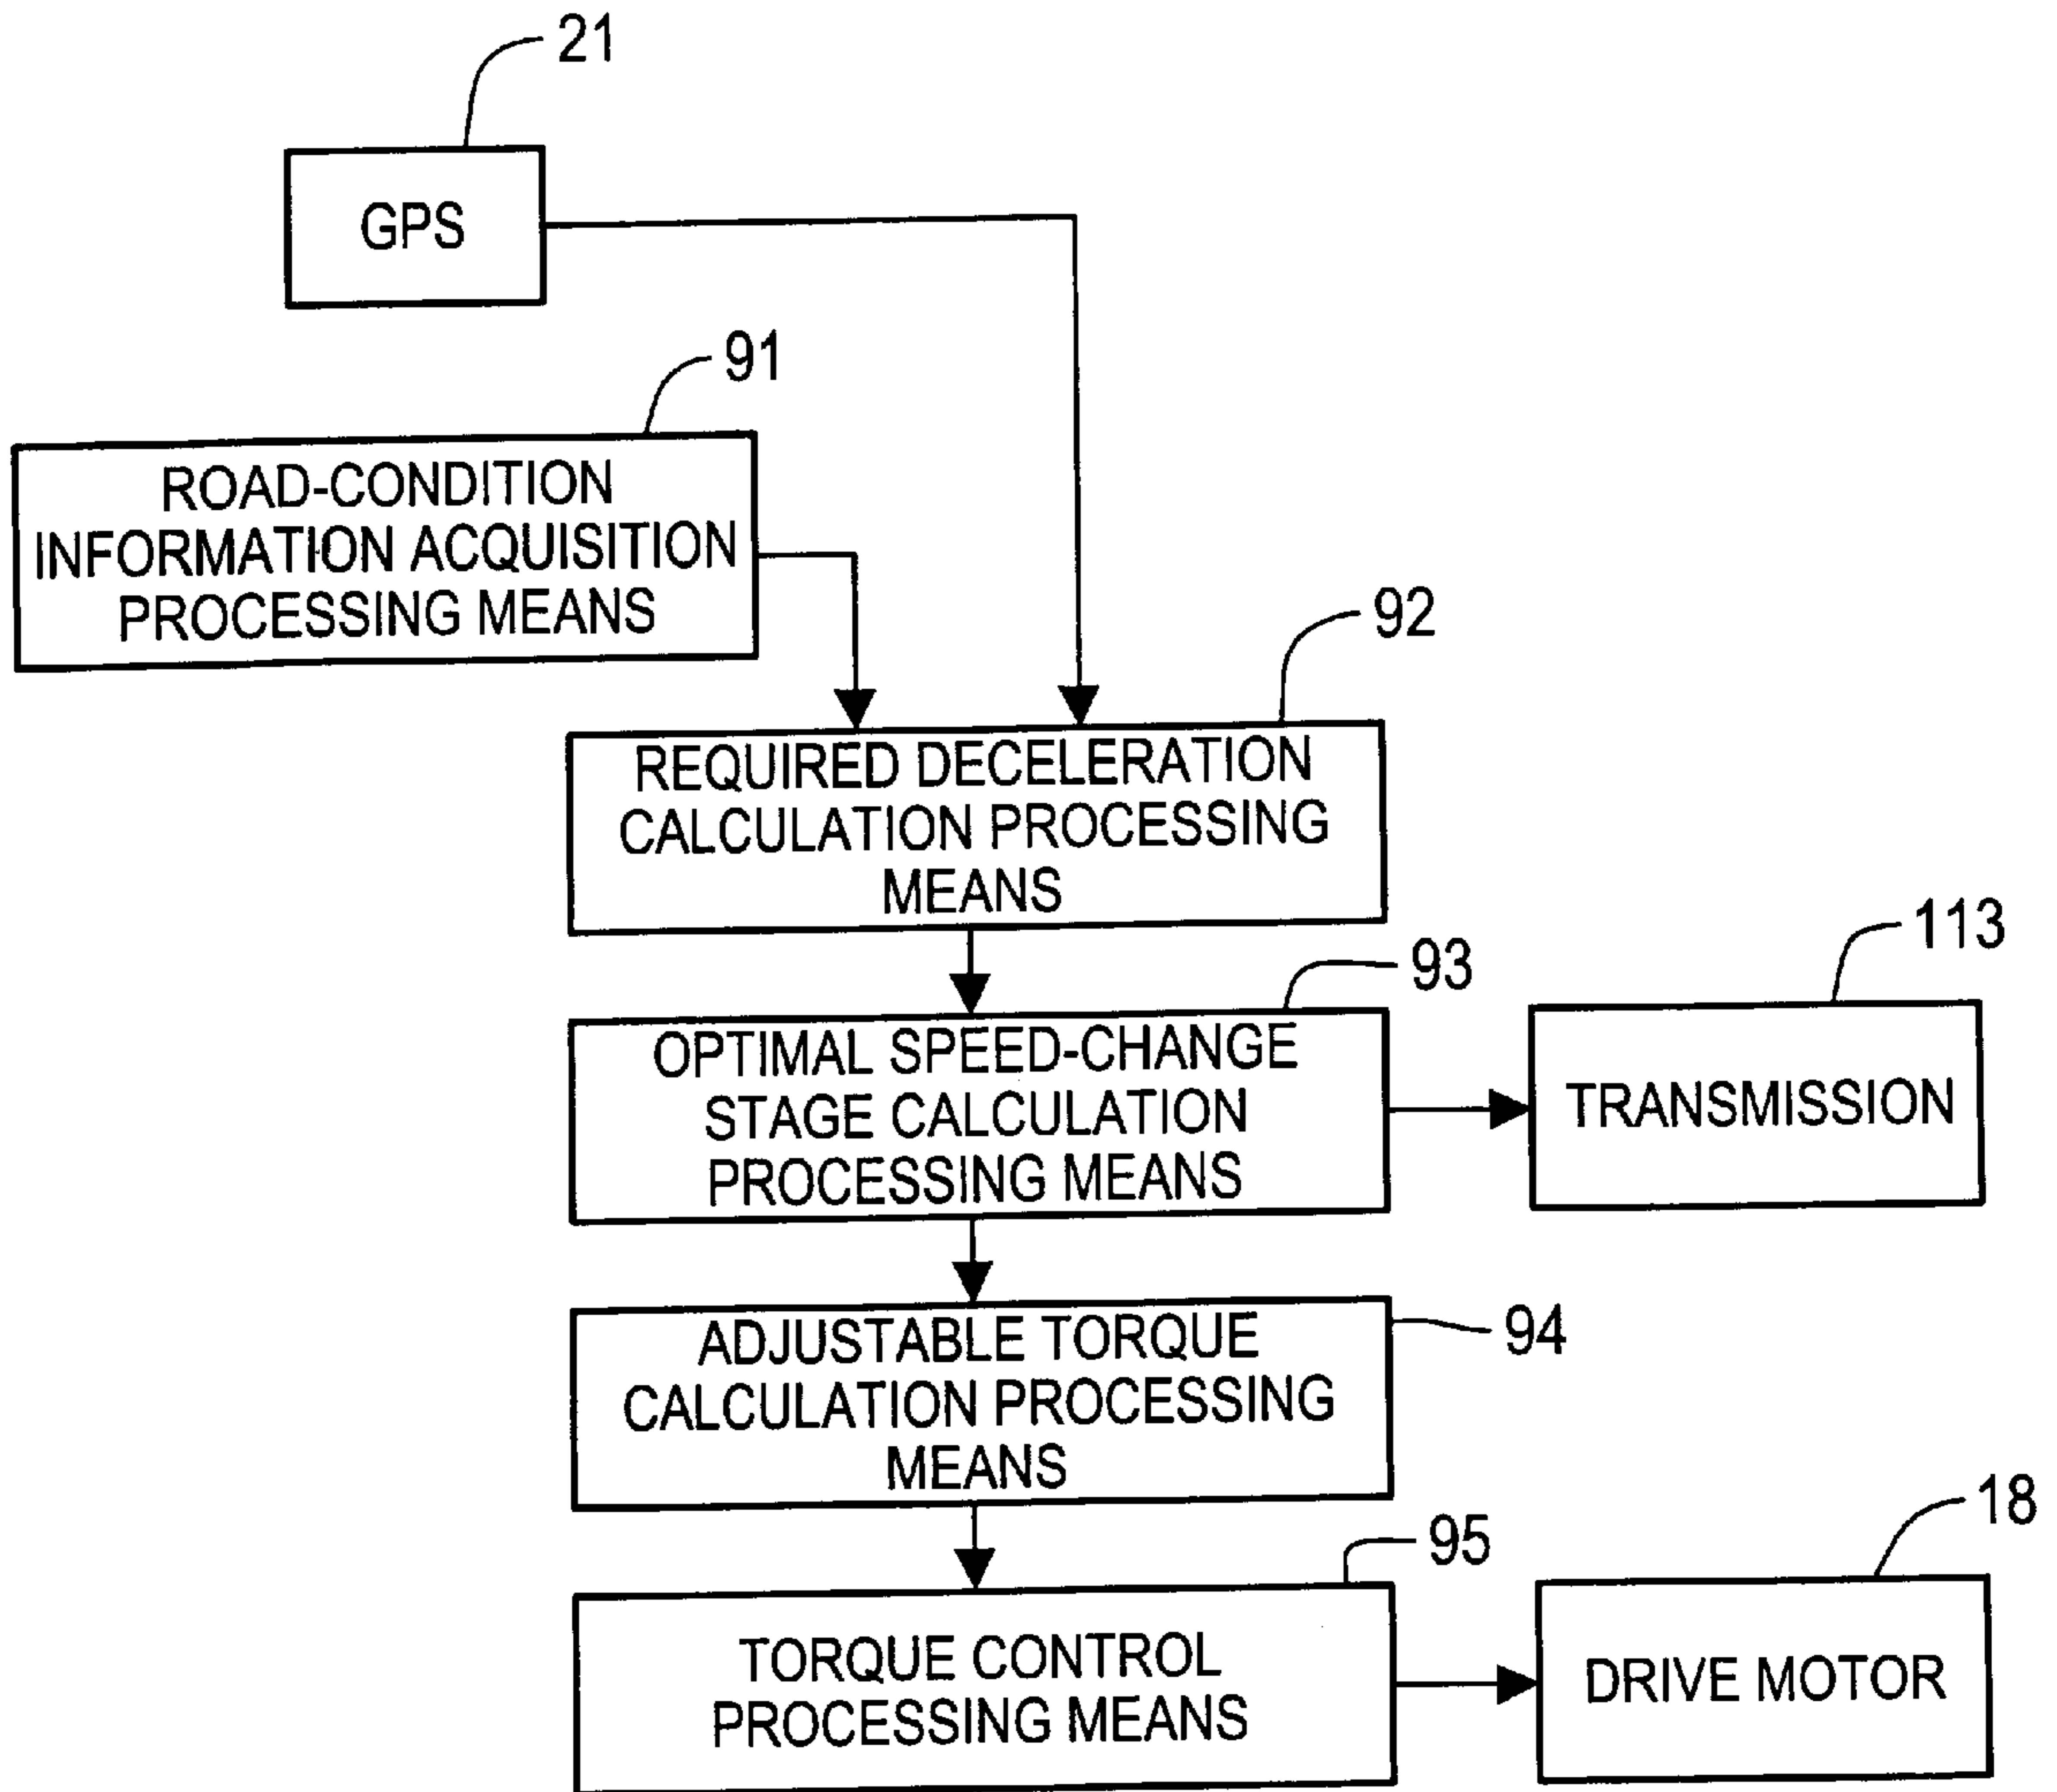 21
GPS
91
ROAD-CONDITION
INFORMATION ACQUISITION
PROCESSING MEANS
92
REQUIRED DECELERATION
CALCULATION PROCESSING
MEANS
93
113
OPTIMAL SPEED-CHANGE
STAGE CALCULATION
PROCESSING MEANS
TRANSMISSION
94
ADJUSTABLE TORQUE
CALCULATION PROCESSING
MEANS
95
18
TORQUE CONTROL
PROCESSING MEANS
DRIVE MOTOR